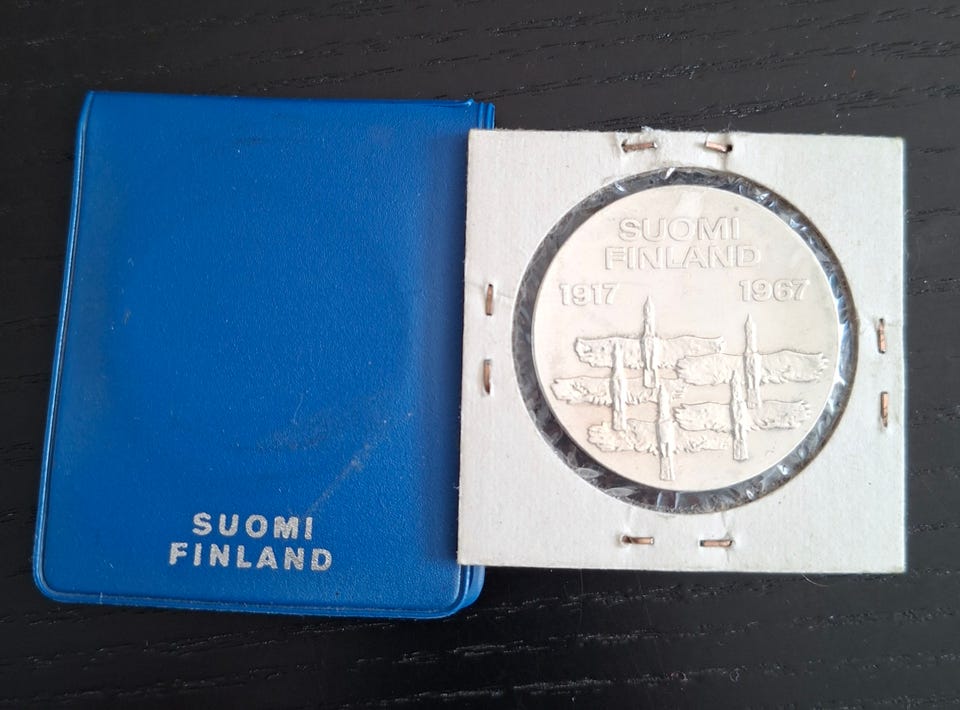 SUOMI
FINLAND
SUOMI
FINLAND
1917 1967